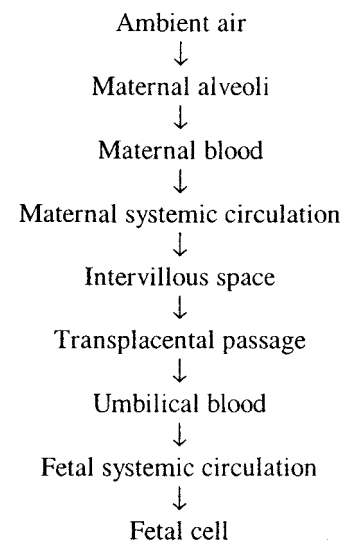 Ambient air
↓
Maternal alveoli
↓
Maternal blood
↓
Maternal systemic circulation
↓
Intervillous space
↓
Transplacental passage
↓
Umbilical blood
↓
Fetal systemic circulation
↓
Fetal cell